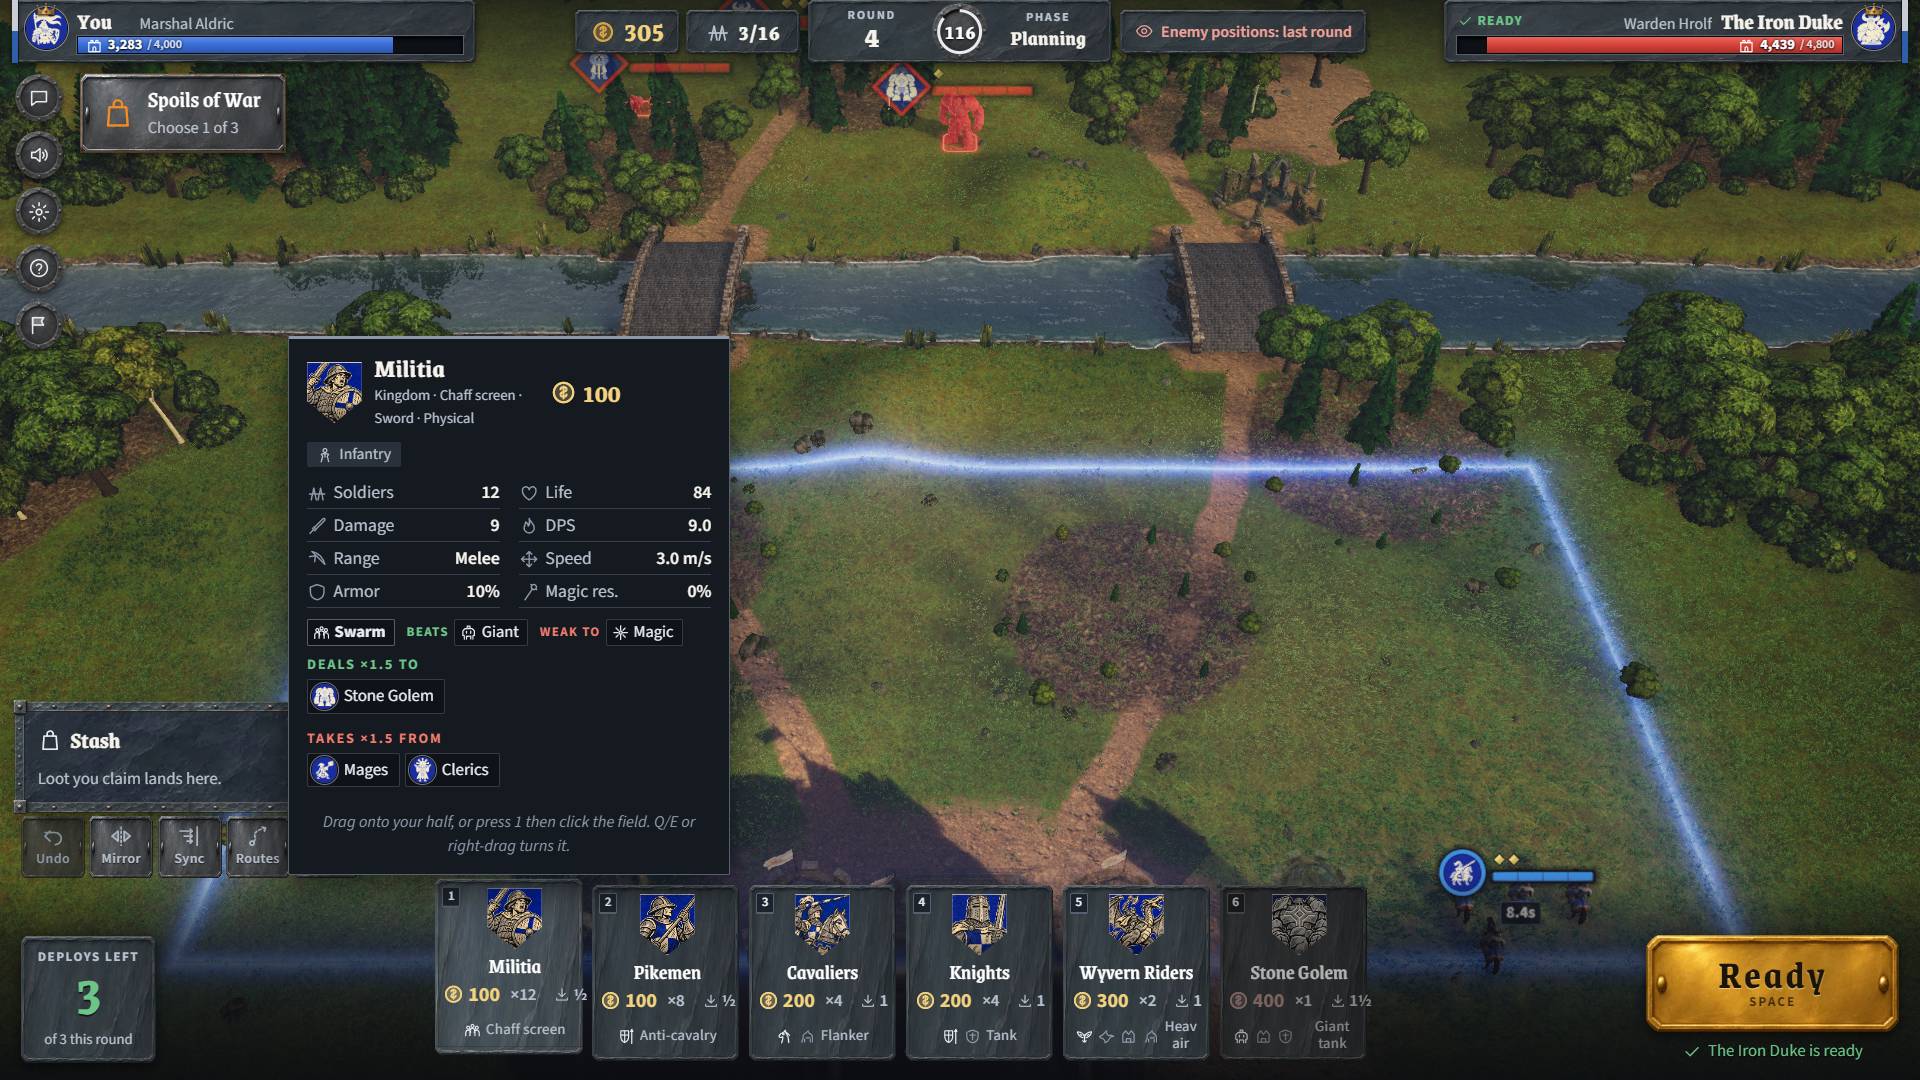 You
Marshal Aldric
3,283 / 4,000
305
3/16
ROUND
4
116
PHASE
Planning
Enemy positions: last round
READY
Warden Hrolf
The Iron Duke
4,439 / 4,800
Spoils of War
Choose 1 of 3
Militia
Kingdom · Chaff screen ·
Sword · Physical
100
Infantry
Soldiers 12
Life 84
Damage 9
DPS 9.0
Range Melee
Speed 3.0 m/s
Armor 10%
Magic res. 0%
Swarm BEATS Giant WEAK TO Magic
DEALS ×1.5 TO
Stone Golem
TAKES ×1.5 FROM
Mages Clerics
Drag onto your half, or press 1 then click the field. Q/E or
right-drag turns it.
Stash
Loot you claim lands here.
Undo
Mirror
Sync
Routes
DEPLOYS LEFT
3
of 3 this round
1
Militia
100 ×12 ½
Chaff screen
2
Pikemen
100 ×8 ½
Anti-cavalry
3
Cavaliers
200 ×4 1
Flanker
4
Knights
200 ×4 1
Tank
5
Wyvern Riders
300 ×2 1
Heav
air
6
Stone Golem
400 ×1 1½
Giant
tank
8.4s
Ready
SPACE
The Iron Duke is ready